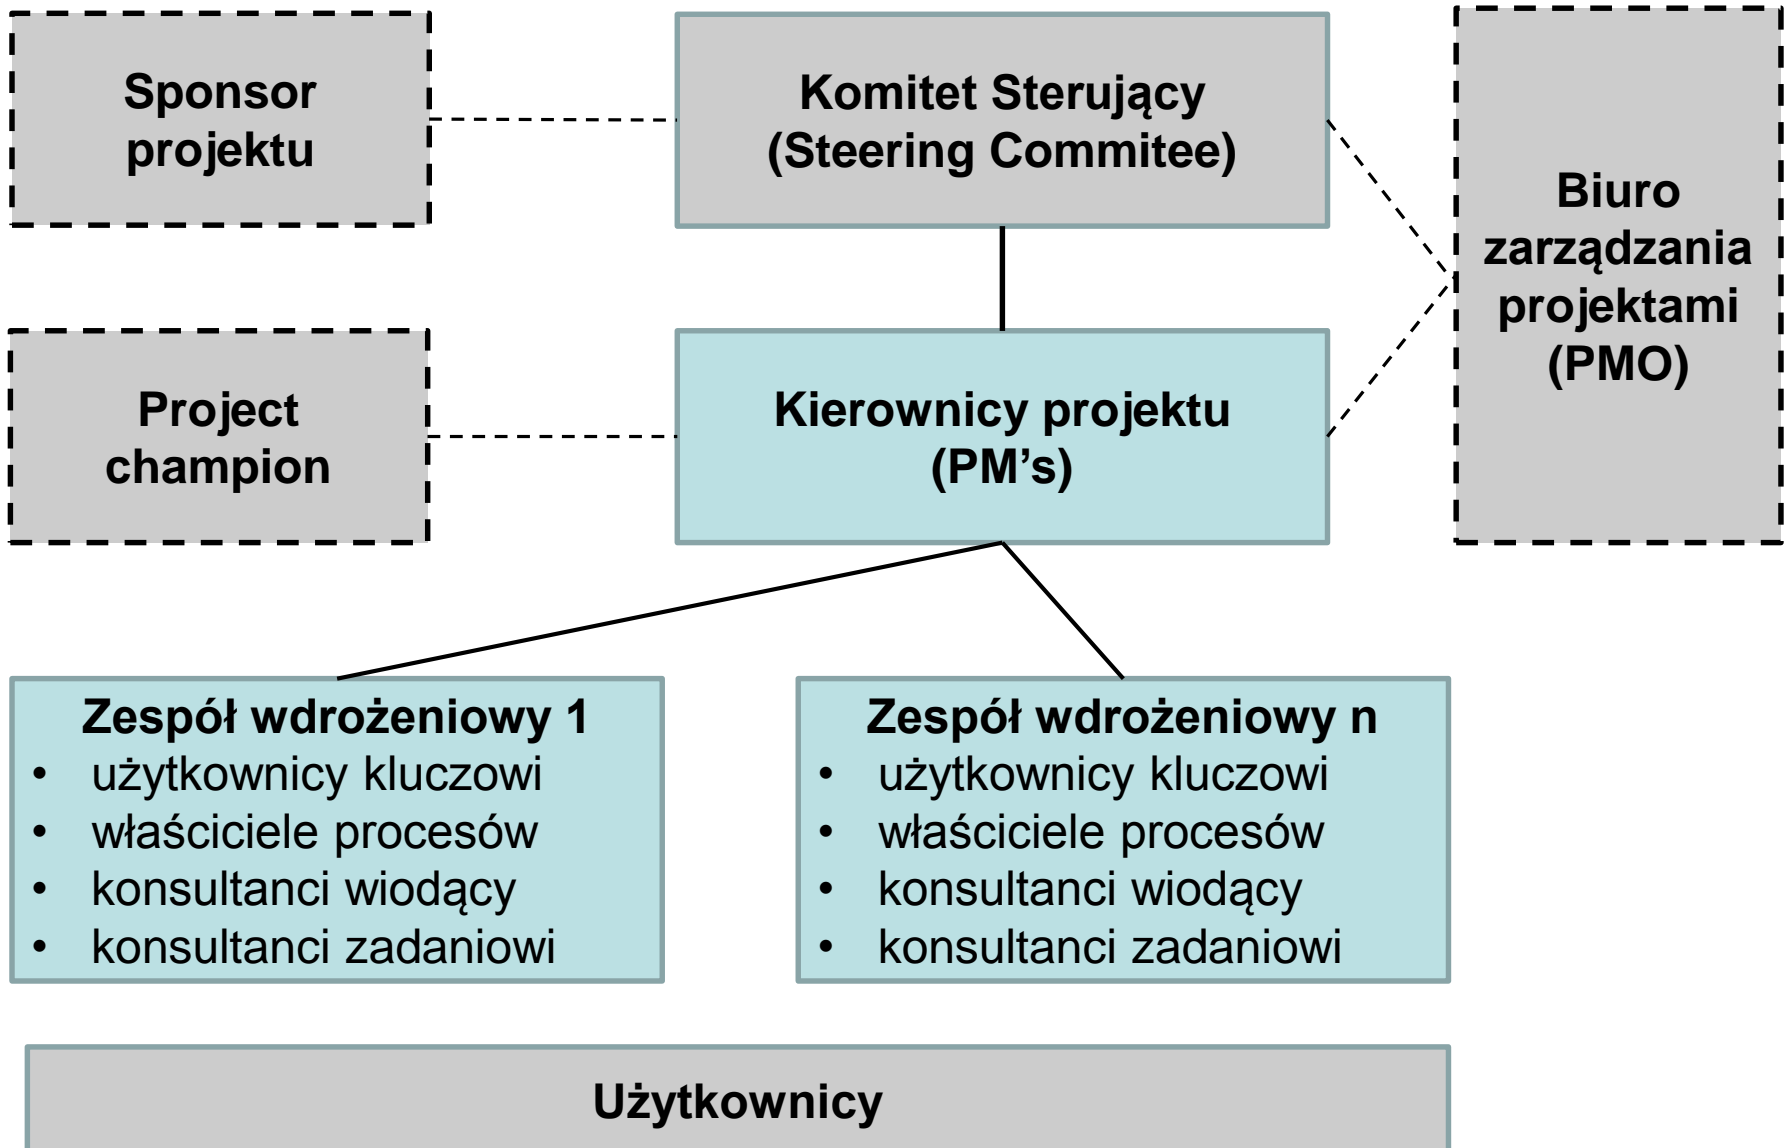 Sponsor
projektu
Komitet Sterujący
(Steering Commitee)
Biuro
zarządzania
projektami
(PMO)
Project
champion
Kierownicy projektu
(PM’s)
Zespół wdrożeniowy 1
• użytkownicy kluczowi
• właściciele procesów
• konsultanci wiodący
• konsultanci zadaniowi
Zespół wdrożeniowy n
• użytkownicy kluczowi
• właściciele procesów
• konsultanci wiodący
• konsultanci zadaniowi
Użytkownicy